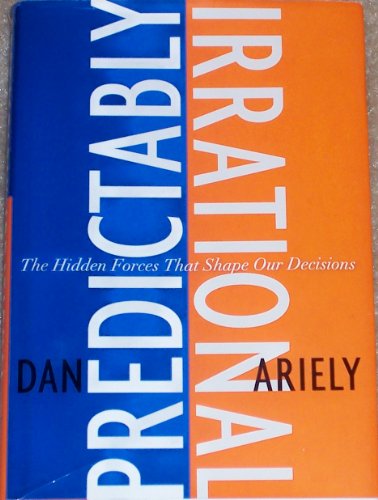 PREDICTABLY
IRRATIONAL
The Hidden Forces That Shape Our Decisions
DAN ARIELY